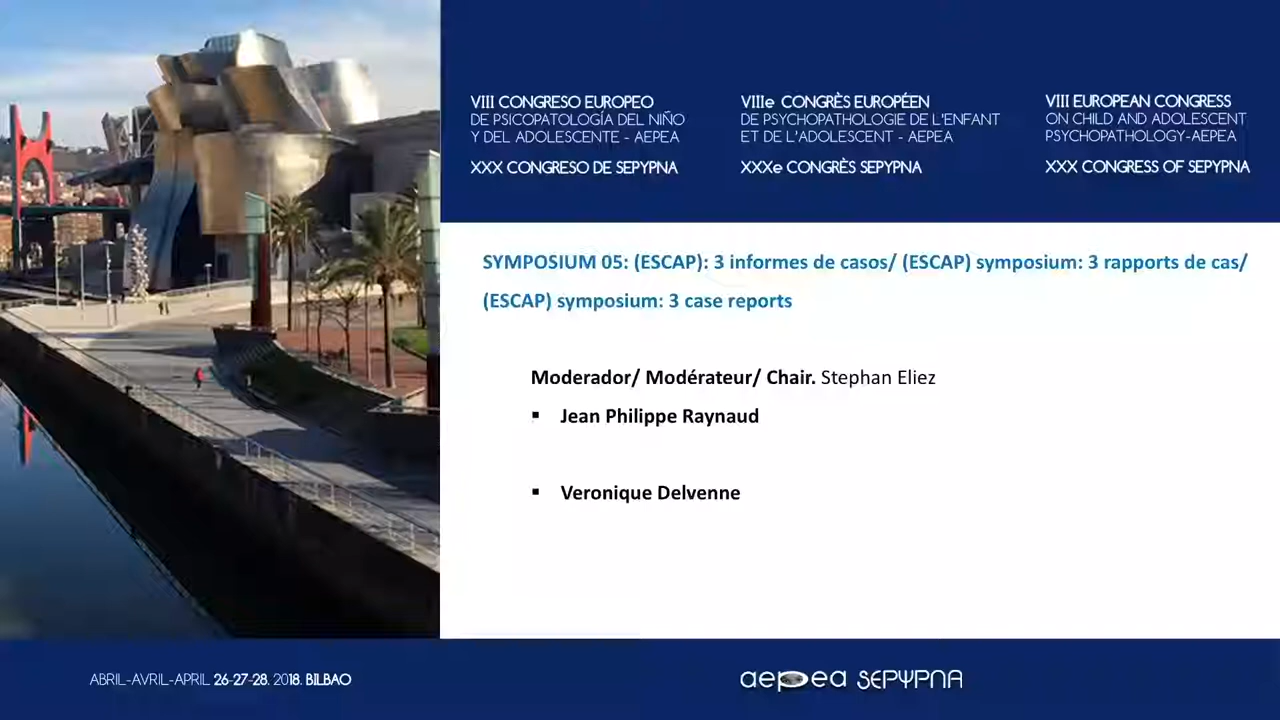 VIII CONGRESO EUROPEO
DE PSICOPATOLOGÍA DEL NIÑO
Y DEL ADOLESCENTE - AEPEA
XXX CONGRESO DE SEPYPNA
VIIIe CONGRÈS EUROPÉEN
DE PSYCHOPATHOLOGIE DE L'ENFANT
ET DE L'ADOLESCENT - AEPEA
XXXe CONGRÈS SEPYPNA
VIII EUROPEAN CONGRESS
ON CHILD AND ADOLESCENT
PSYCHOPATHOLOGY-AEPEA
XXX CONGRESS OF SEPYPNA
SYMPOSIUM 05: (ESCAP): 3 informes de casos/ (ESCAP) symposium: 3 rapports de cas/
(ESCAP) symposium: 3 case reports
Moderador/ Modérateur/ Chair. Stephan Eliez
▪ Jean Philippe Raynaud
▪ Veronique Delvenne
ABRIL-AVRIL-APRIL 26-27-28. 2018. BILBAO
aepea SEPYPNA